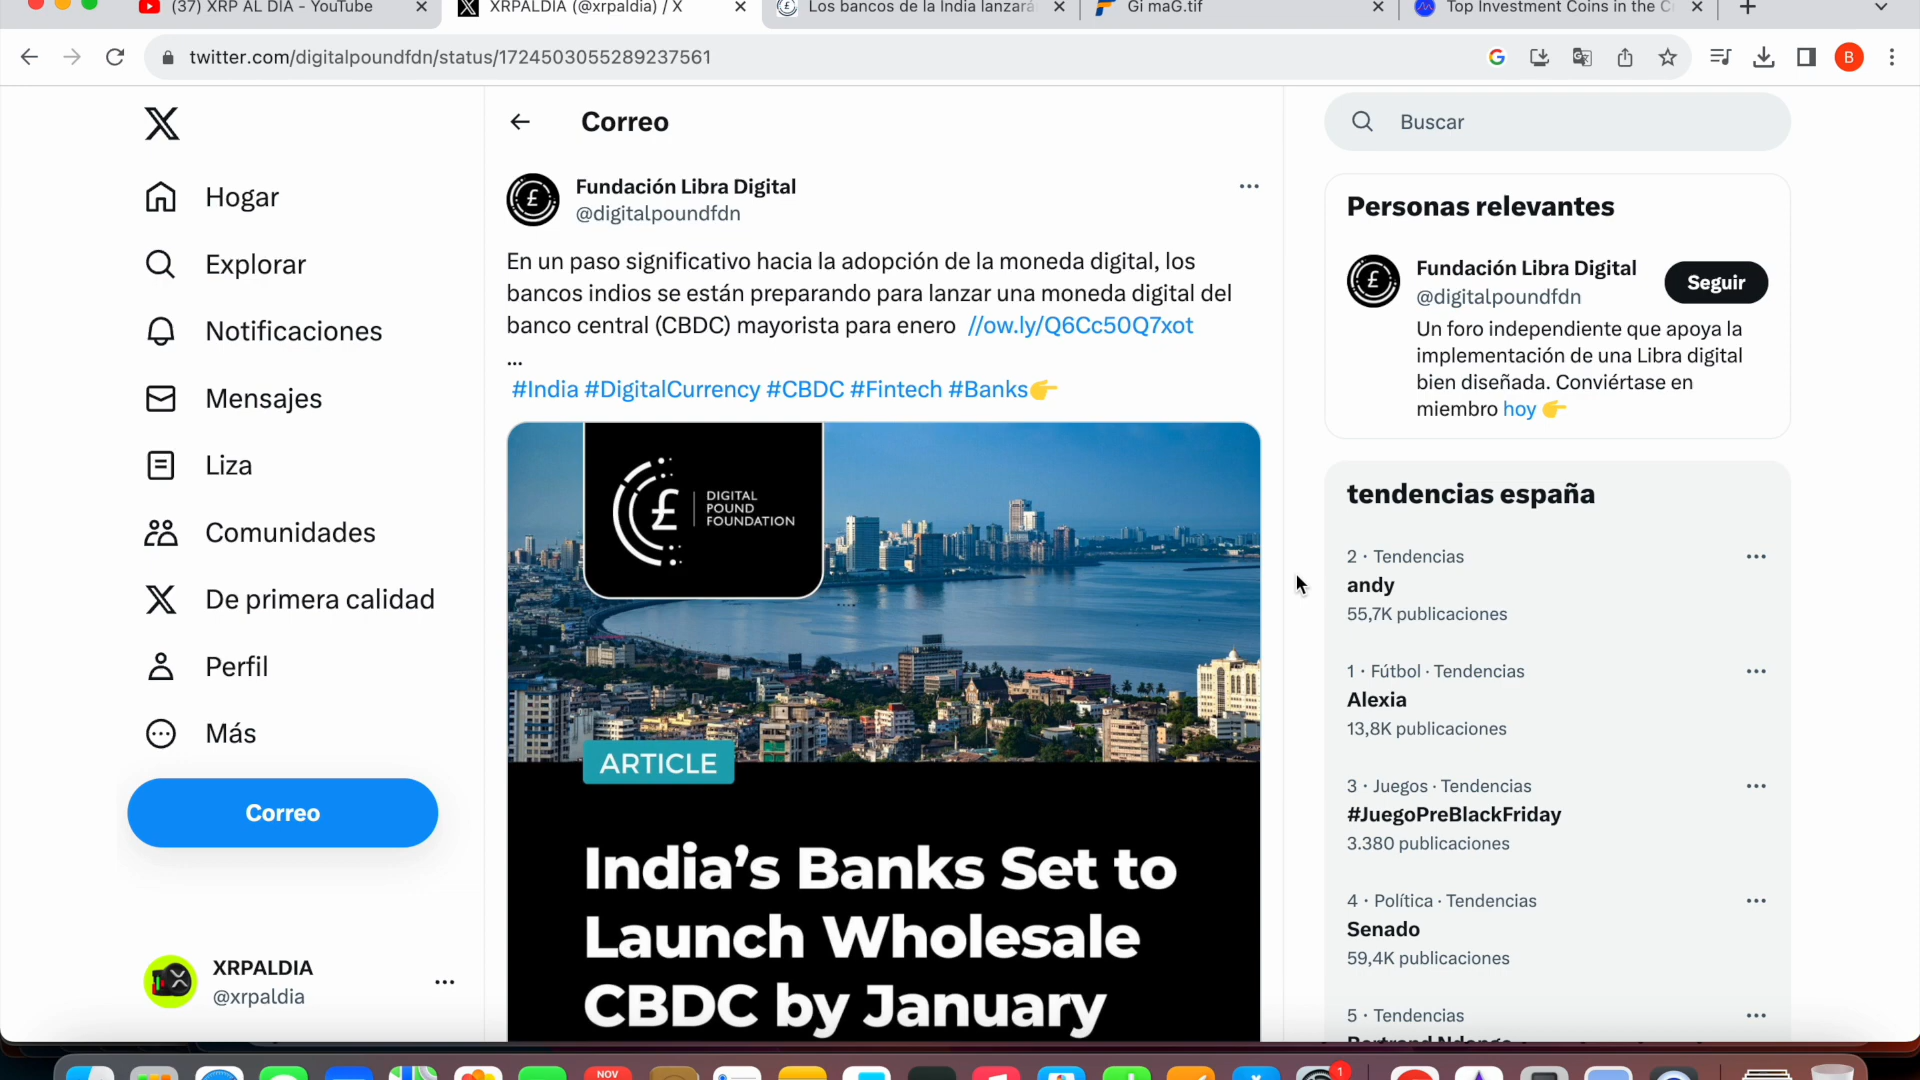 (37) XRP AL DIA - YouTube
XRPALDIA (@xrpaldia) / X
Los bancos de la India lanzará
Gi maG.tif
Top Investment Coins in the C
twitter.com/digitalpoundfdn/status/1724503055289237561
B
Hogar
Explorar
Notificaciones
Mensajes
Liza
Comunidades
De primera calidad
Perfil
Más
Correo
XRPALDIA
@xrpaldia
Correo
Fundación Libra Digital
@digitalpoundfdn
En un paso significativo hacia la adopción de la moneda digital, los
bancos indios se están preparando para lanzar una moneda digital del
banco central (CBDC) mayorista para enero //ow.ly/Q6Cc50Q7xot
...
#India #DigitalCurrency #CBDC #Fintech #Banks👉
£
DIGITAL
POUND
FOUNDATION
ARTICLE
India's Banks Set to
Launch Wholesale
CBDC by January
Buscar
Personas relevantes
Fundación Libra Digital
@digitalpoundfdn
Seguir
Un foro independiente que apoya la
implementación de una Libra digital
bien diseñada. Conviértase en
miembro hoy 👉
tendencias españa
2 · Tendencias
andy
55,7K publicaciones
1 · Fútbol · Tendencias
Alexia
13,8K publicaciones
3 · Juegos · Tendencias
#JuegoPreBlackFriday
3.380 publicaciones
4 · Política · Tendencias
Senado
59,4K publicaciones
5 · Tendencias
NOV
1